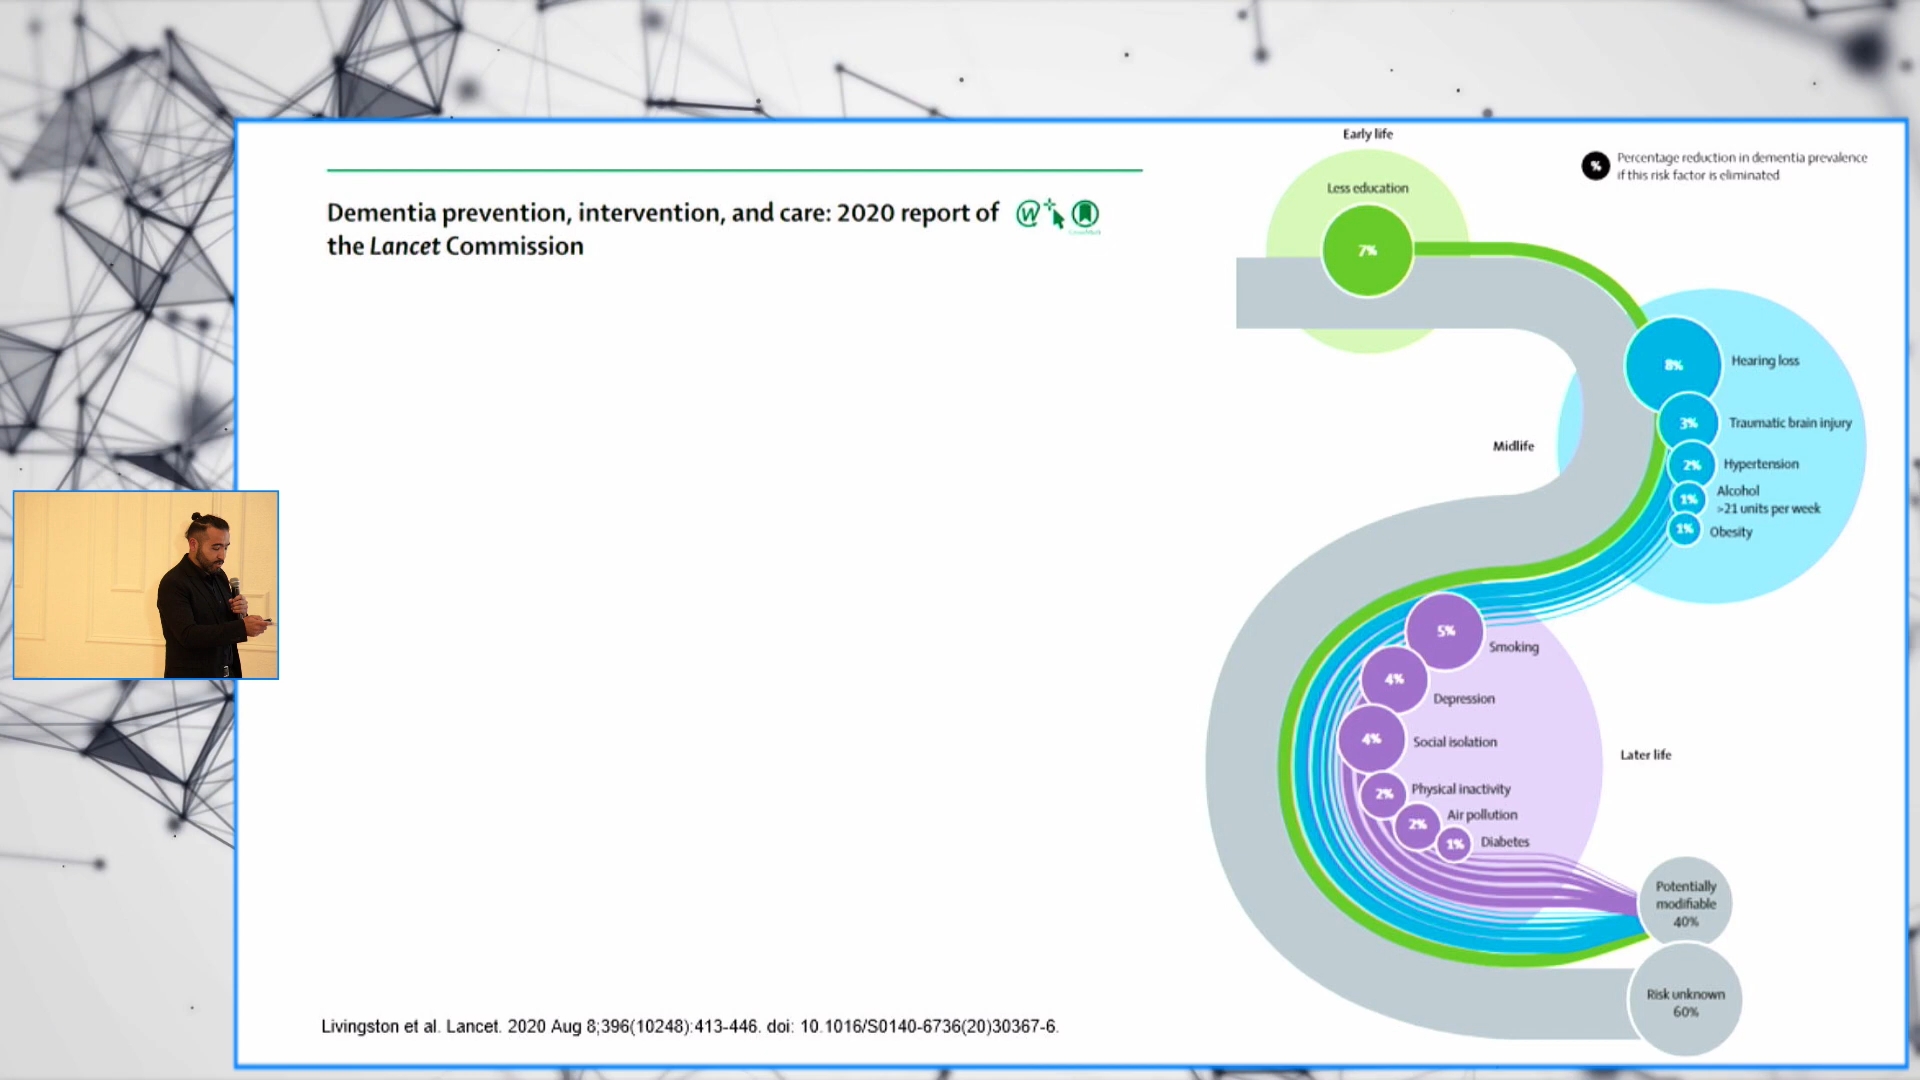 Dementia prevention, intervention, and care: 2020 report of
the Lancet Commission
Early life
% Percentage reduction in dementia prevalence
if this risk factor is eliminated
Less education
7%
8% Hearing loss
3% Traumatic brain injury
Midlife
2% Hypertension
1% Alcohol
>21 units per week
1% Obesity
5% Smoking
4% Depression
4% Social isolation
Later life
2% Physical inactivity
2% Air pollution
1% Diabetes
Potentially
modifiable
40%
Risk unknown
60%
Livingston et al. Lancet. 2020 Aug 8;396(10248):413-446. doi: 10.1016/S0140-6736(20)30367-6.